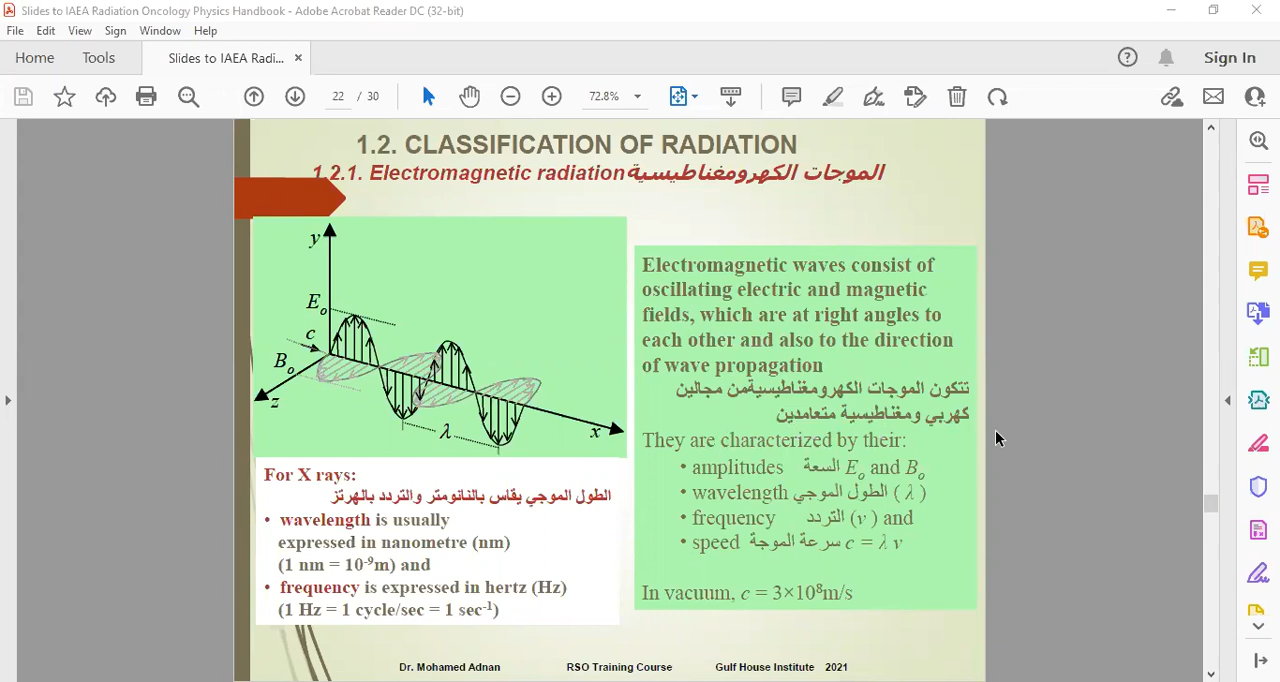 Slides to IAEA Radiation Oncology Physics Handbook - Adobe Acrobat Reader DC (32-bit)
File Edit View Sign Window Help
Home Tools Slides to IAEA Radi... × Sign In
22 / 30 72.8%
1.2. CLASSIFICATION OF RADIATION
1.2.1. Electromagnetic radiation الموجات الكهرومغناطيسية
y
E₀
c
B₀
z
λ
x
For X rays:
الطول الموجي يقاس بالنانومتر والتردد بالهرتز
• wavelength is usually
expressed in nanometre (nm)
(1 nm = 10⁻⁹m) and
• frequency is expressed in hertz (Hz)
(1 Hz = 1 cycle/sec = 1 sec⁻¹)
Electromagnetic waves consist of
oscillating electric and magnetic
fields, which are at right angles to
each other and also to the direction
of wave propagation
تتكون الموجات الكهرومغناطيسيةمن مجالين
كهربي ومغناطيسية متعامدين
They are characterized by their:
• amplitudes السعة E₀ and B₀
• wavelength الطول الموجي ( λ )
• frequency التردد (ν ) and
• speed سرعة الموجة c = λ ν
In vacuum, c = 3×10⁸m/s
Dr. Mohamed Adnan RSO Training Course Gulf House Institute 2021